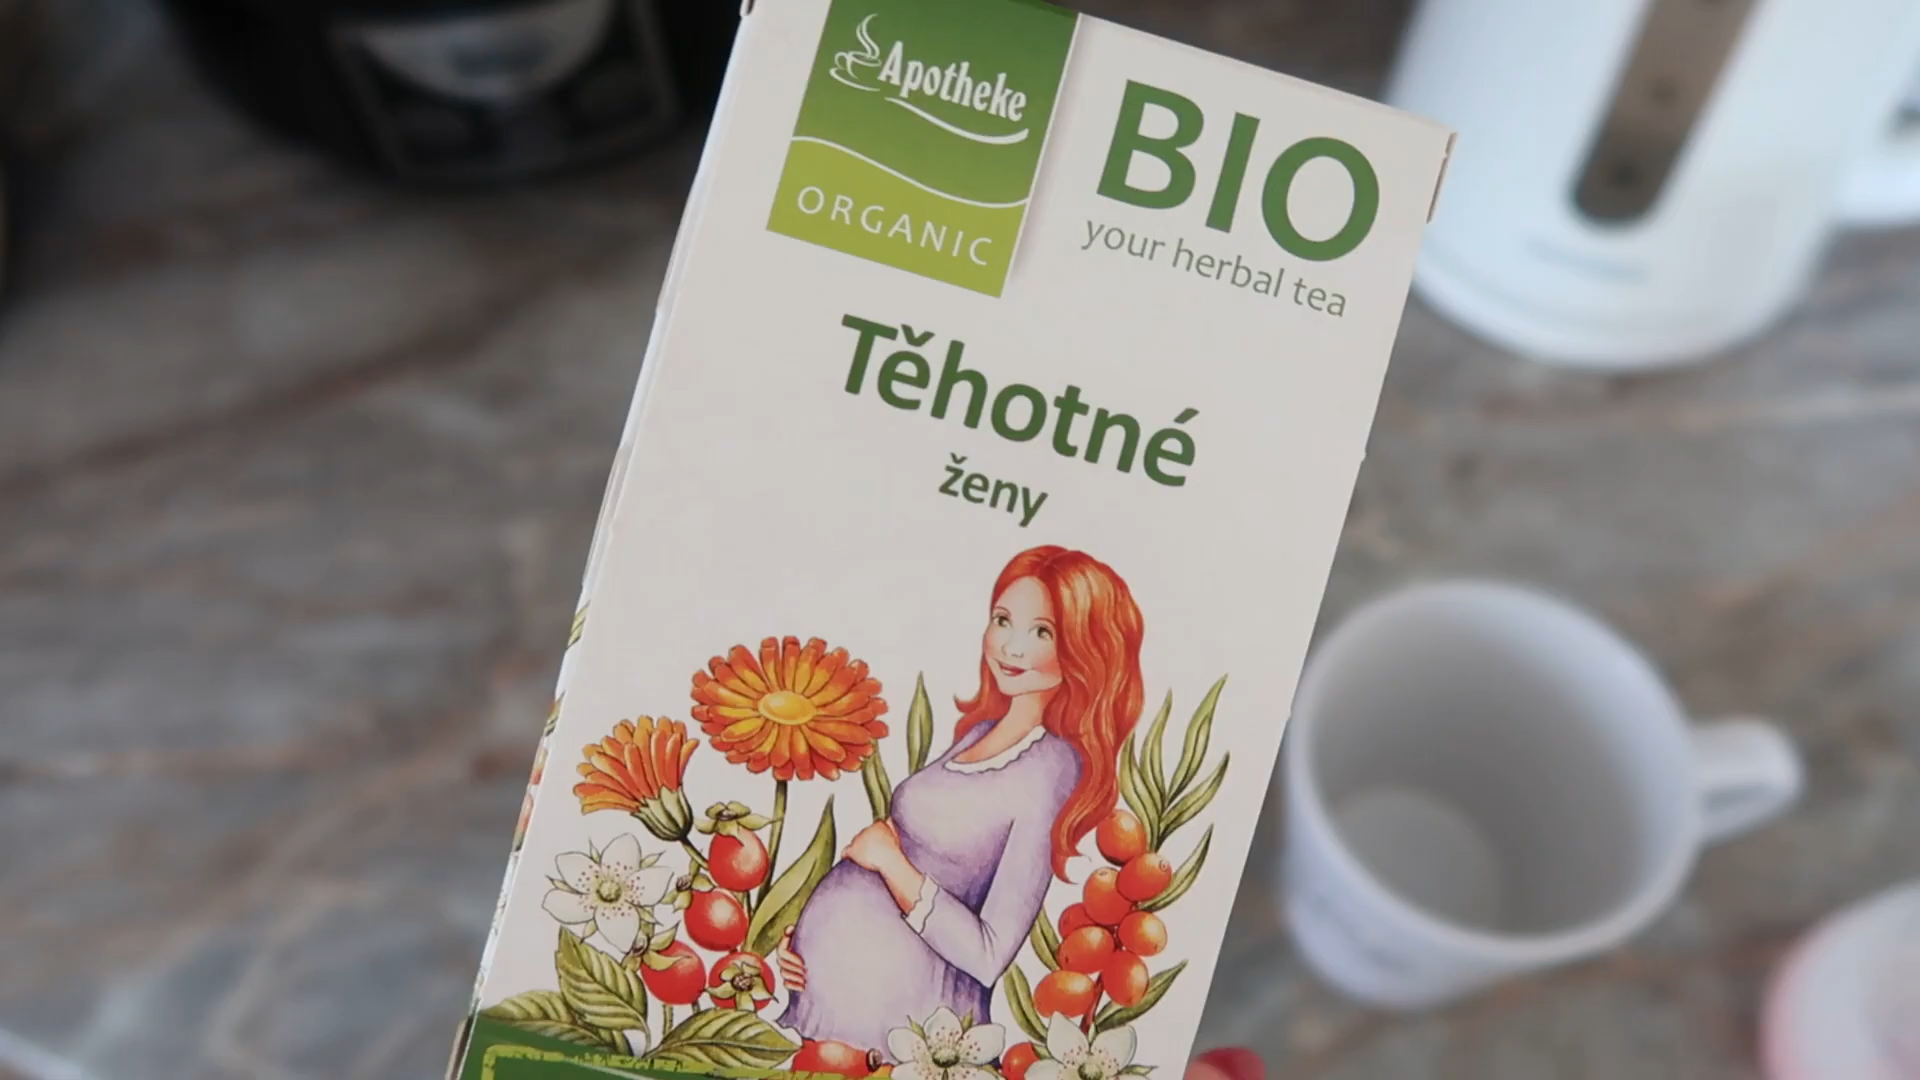 Apotheke
ORGANIC
BIO
your herbal tea
Těhotné
ženy